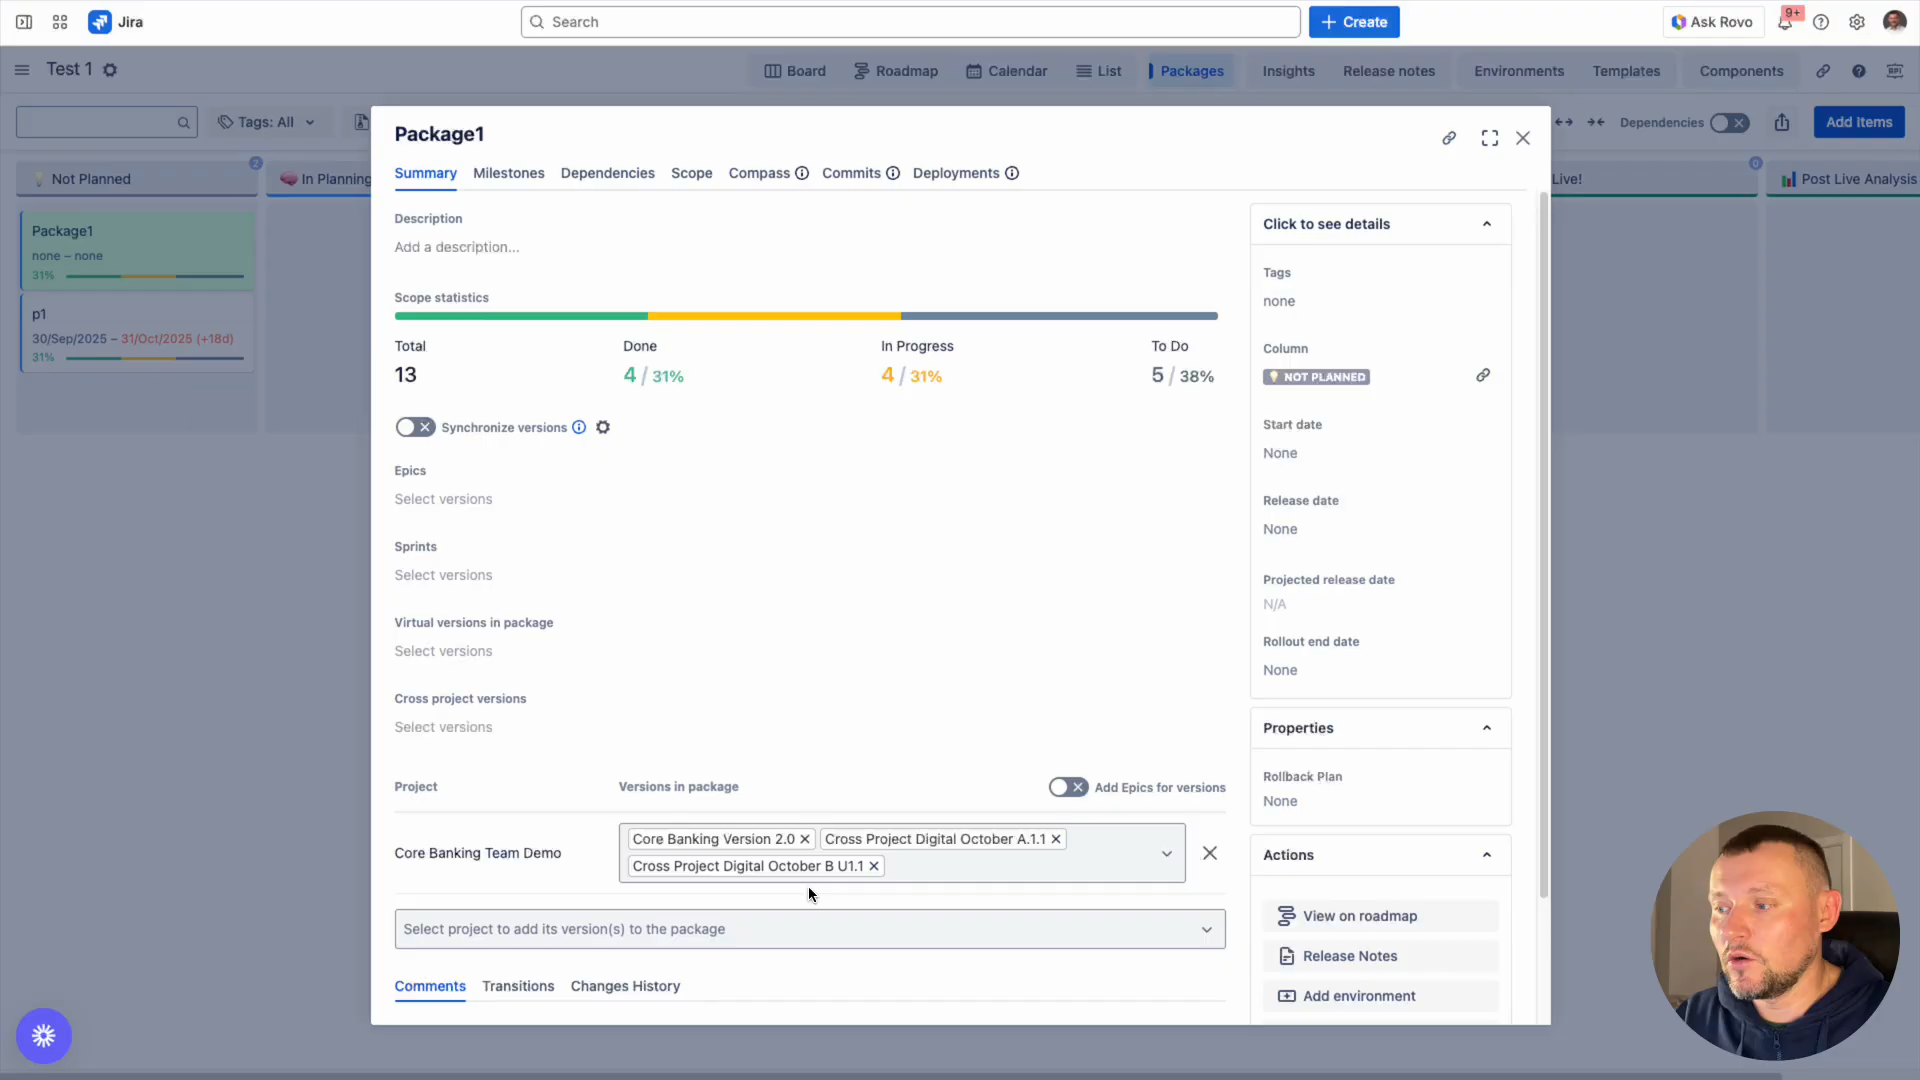 Jira
Search
Create
Ask Rovo
9+
Test 1
Board
Roadmap
Calendar
List
Packages
Insights
Release notes
Environments
Templates
Components
Tags: All
Dependencies
Add Items
Not Planned
2
In Planning
Live!
0
Post Live Analysis
Package1
none – none
31%
p1
30/Sep/2025 – 31/Oct/2025 (+18d)
31%
Package1
Summary
Milestones
Dependencies
Scope
Compass
Commits
Deployments
Description
Add a description...
Scope statistics
Total
Done
In Progress
To Do
13
4 / 31%
4 / 31%
5 / 38%
Synchronize versions
Epics
Select versions
Sprints
Select versions
Virtual versions in package
Select versions
Cross project versions
Select versions
Project
Versions in package
Add Epics for versions
Core Banking Team Demo
Core Banking Version 2.0
Cross Project Digital October A.1.1
Cross Project Digital October B U1.1
Select project to add its version(s) to the package
Comments
Transitions
Changes History
Click to see details
Tags
none
Column
NOT PLANNED
Start date
None
Release date
None
Projected release date
N/A
Rollout end date
None
Properties
Rollback Plan
None
Actions
View on roadmap
Release Notes
Add environment